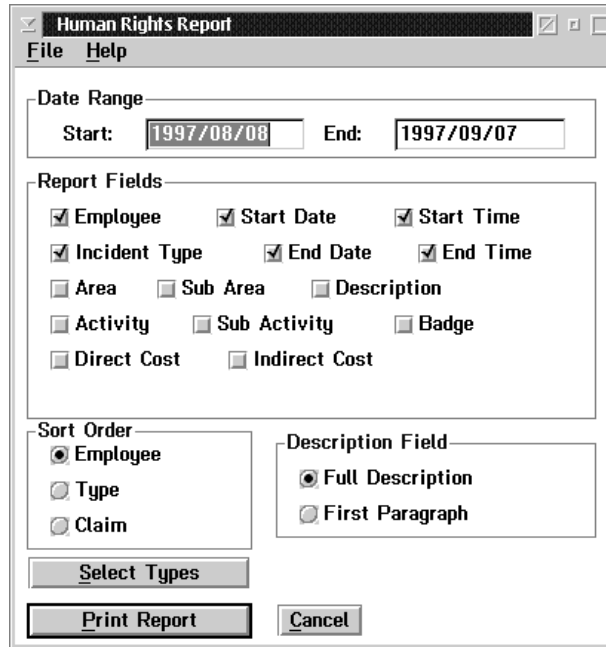 Human Rights Report
File Help
Date Range
Start: 1997/08/08 End: 1997/09/07
Report Fields
Employee Start Date Start Time
Incident Type End Date End Time
Area Sub Area Description
Activity Sub Activity Badge
Direct Cost Indirect Cost
Sort Order
Employee
Type
Claim
Description Field
Full Description
First Paragraph
Select Types
Print Report Cancel